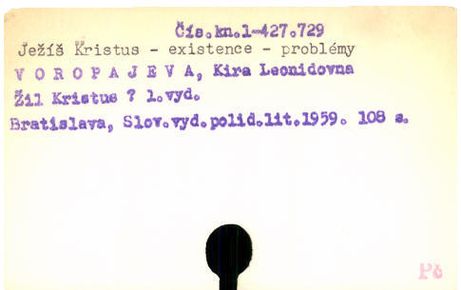 Čís.kn.1-427.729
Ježíš Kristus - existence - problémy
V O R O P A J E V A, Kira Leonidovna
Žil Kristus ? 1.vyd.
Bratislava, Slov.vyd.polid.lit.1959. 108 s.
Pč